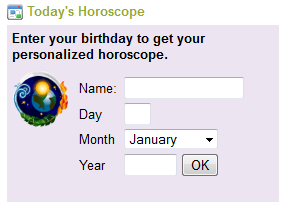 Today's Horoscope
Enter your birthday to get your
personalized horoscope.
Name:
Day
Month January
Year OK